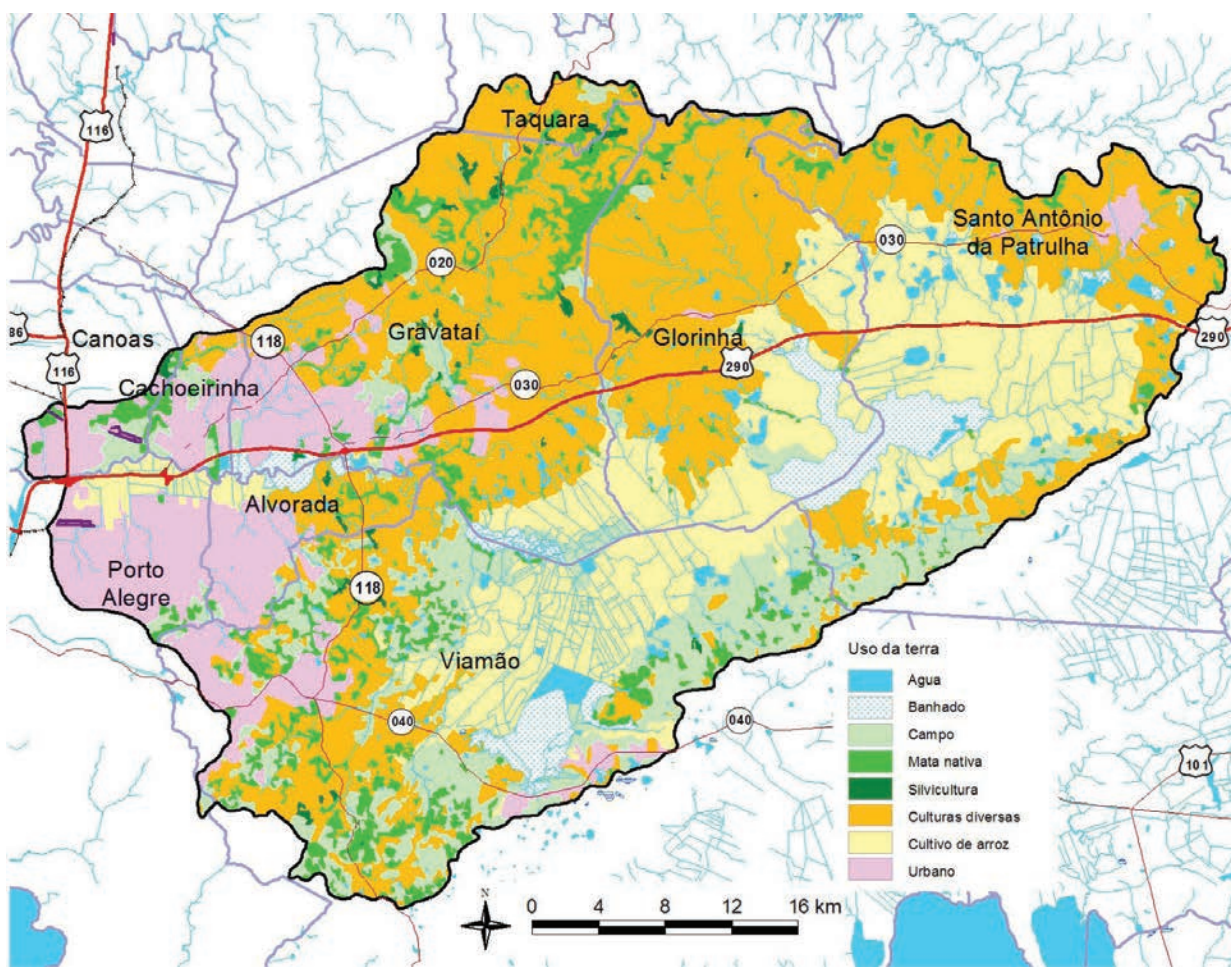 116
Taquara
Santo Antônio
da Patrulha
030
020
Gravataí
Glorinha
118
86
Canoas
116
290
290
Cachoeirinha
030
Alvorada
Porto
Alegre
118
Viamão
040
040
101
Uso da terra
Agua
Banhado
Campo
Mata nativa
Silvicultura
Culturas diversas
Cultivo de arroz
Urbano
N
0 4 8 12 16 km